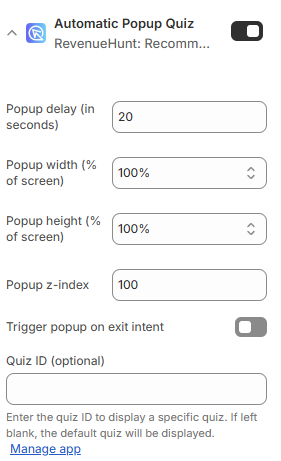 Automatic Popup Quiz
RevenueHunt: Recomm...
Popup delay (in
seconds)
20
Popup width (%
of screen)
100%
Popup height (%
of screen)
100%
Popup z-index
100
Trigger popup on exit intent
Quiz ID (optional)
Enter the quiz ID to display a specific quiz. If left
blank, the default quiz will be displayed.
Manage app